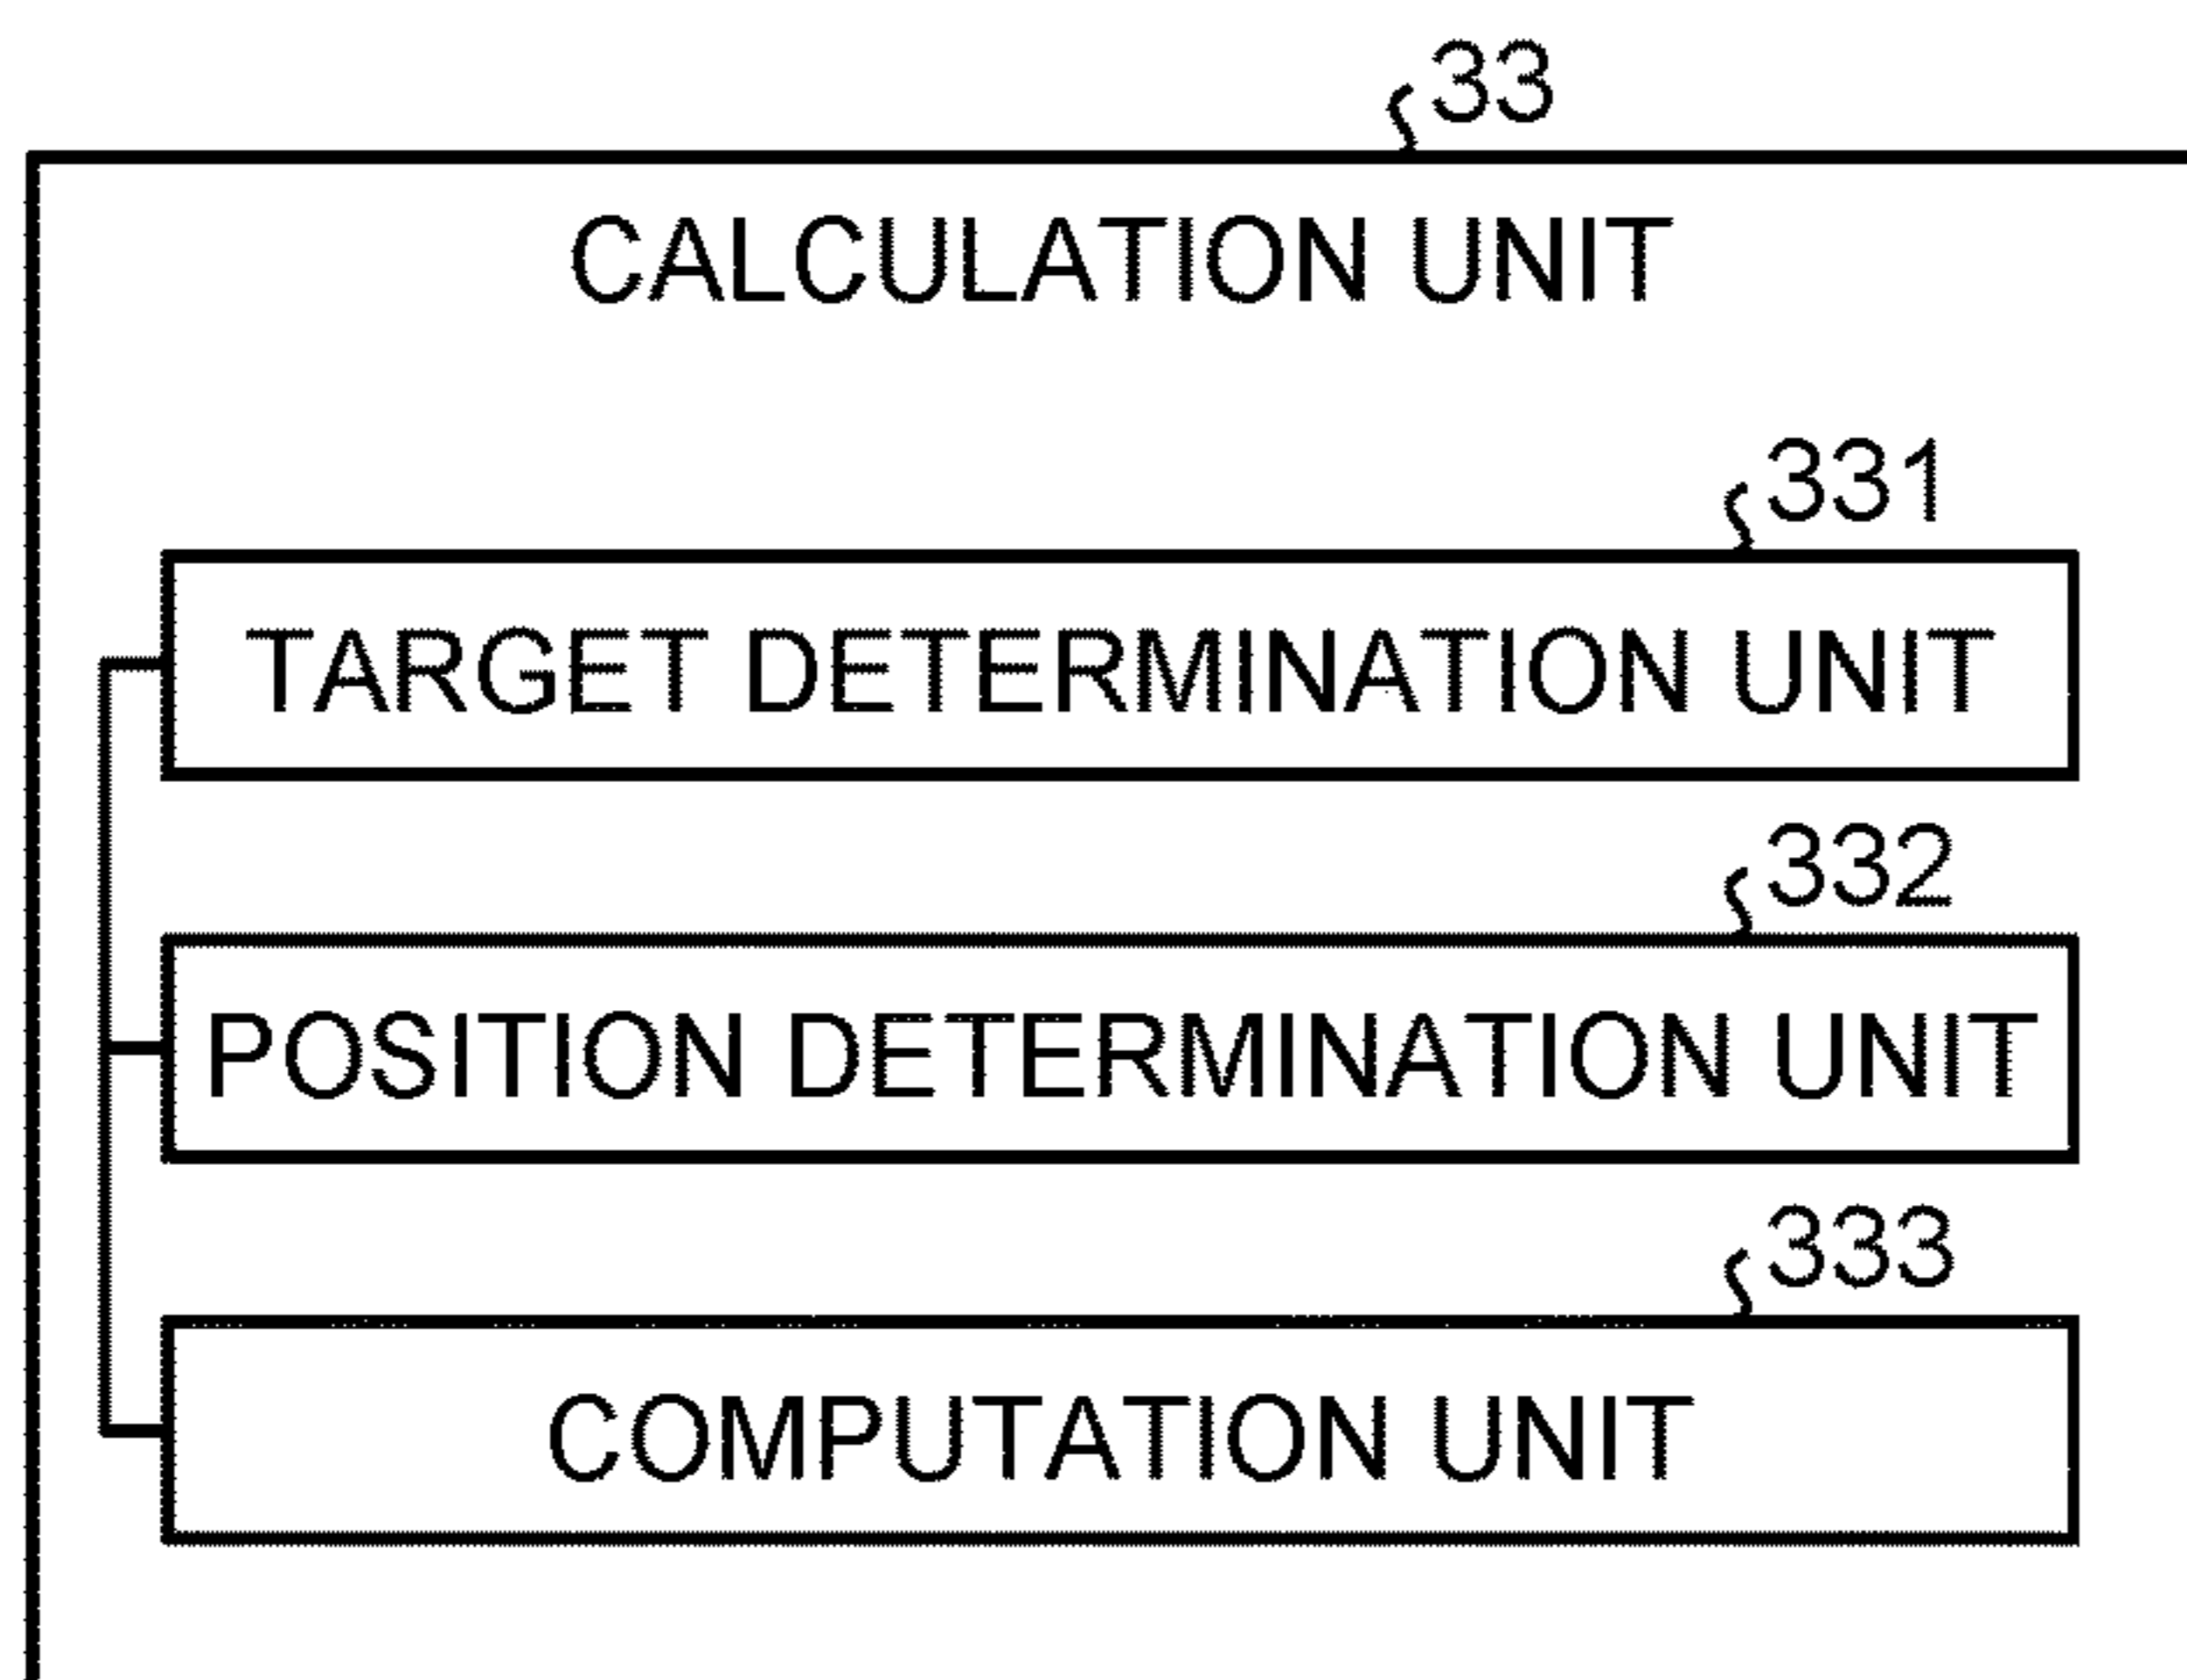 33
CALCULATION UNIT
331
TARGET DETERMINATION UNIT
332
POSITION DETERMINATION UNIT
333
COMPUTATION UNIT